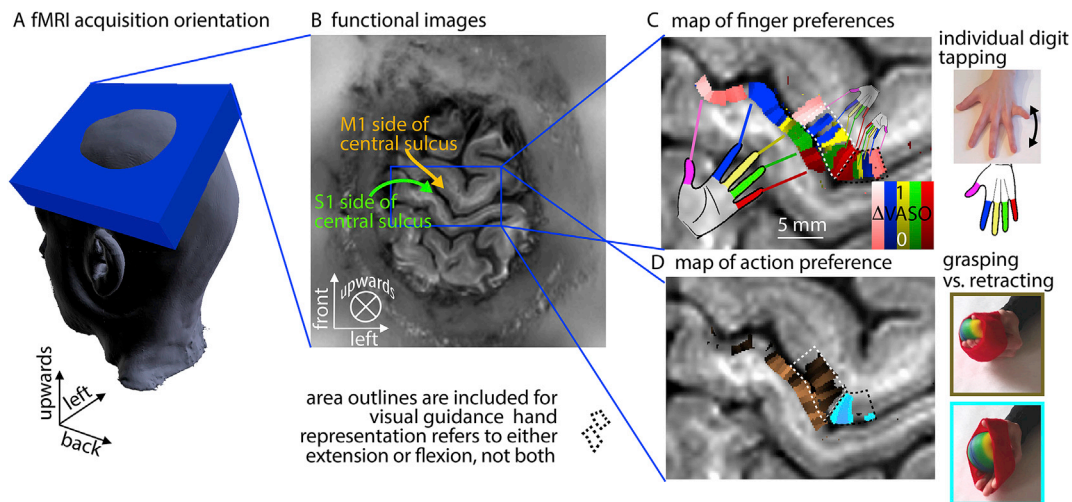 A fMRI acquisition orientation
upwards
left
back
B functional images
M1 side of
central sulcus
S1 side of
central sulcus
front
upwards
left
area outlines are included for
visual guidance hand
representation refers to either
extension or flexion, not both
C map of finger preferences
5 mm
1
ΔVASO
0
individual digit
tapping
D map of action preference
grasping
vs. retracting